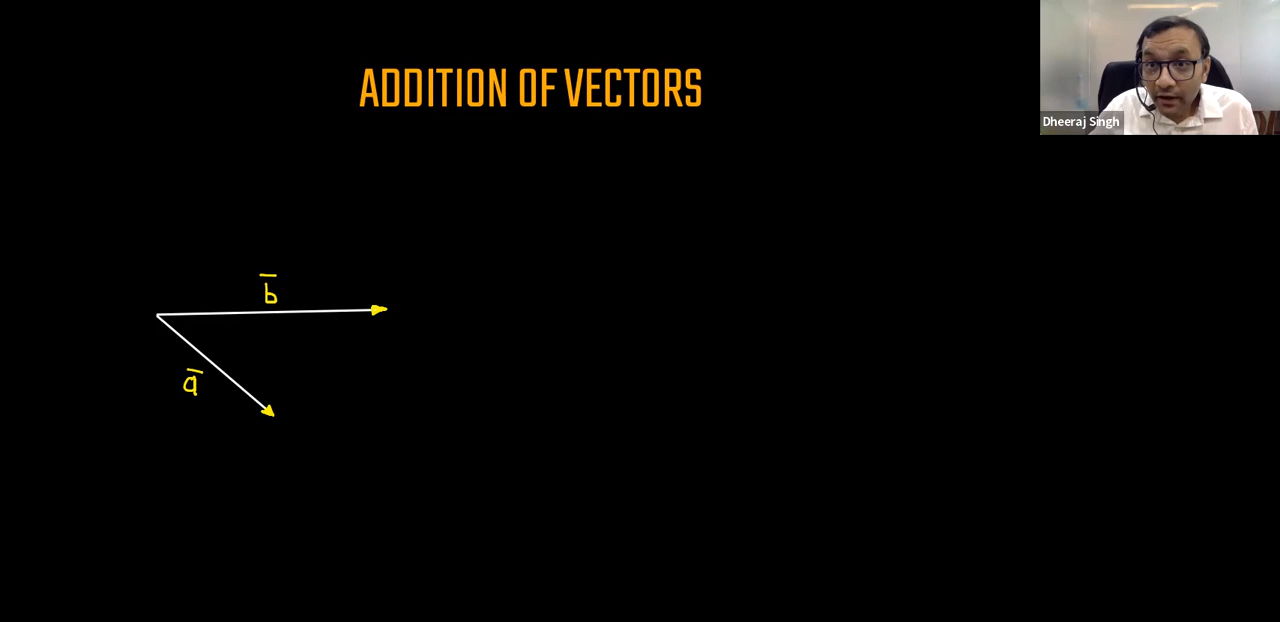 ADDITION OF VECTORS
Dheeraj Singh
b̅
a̅